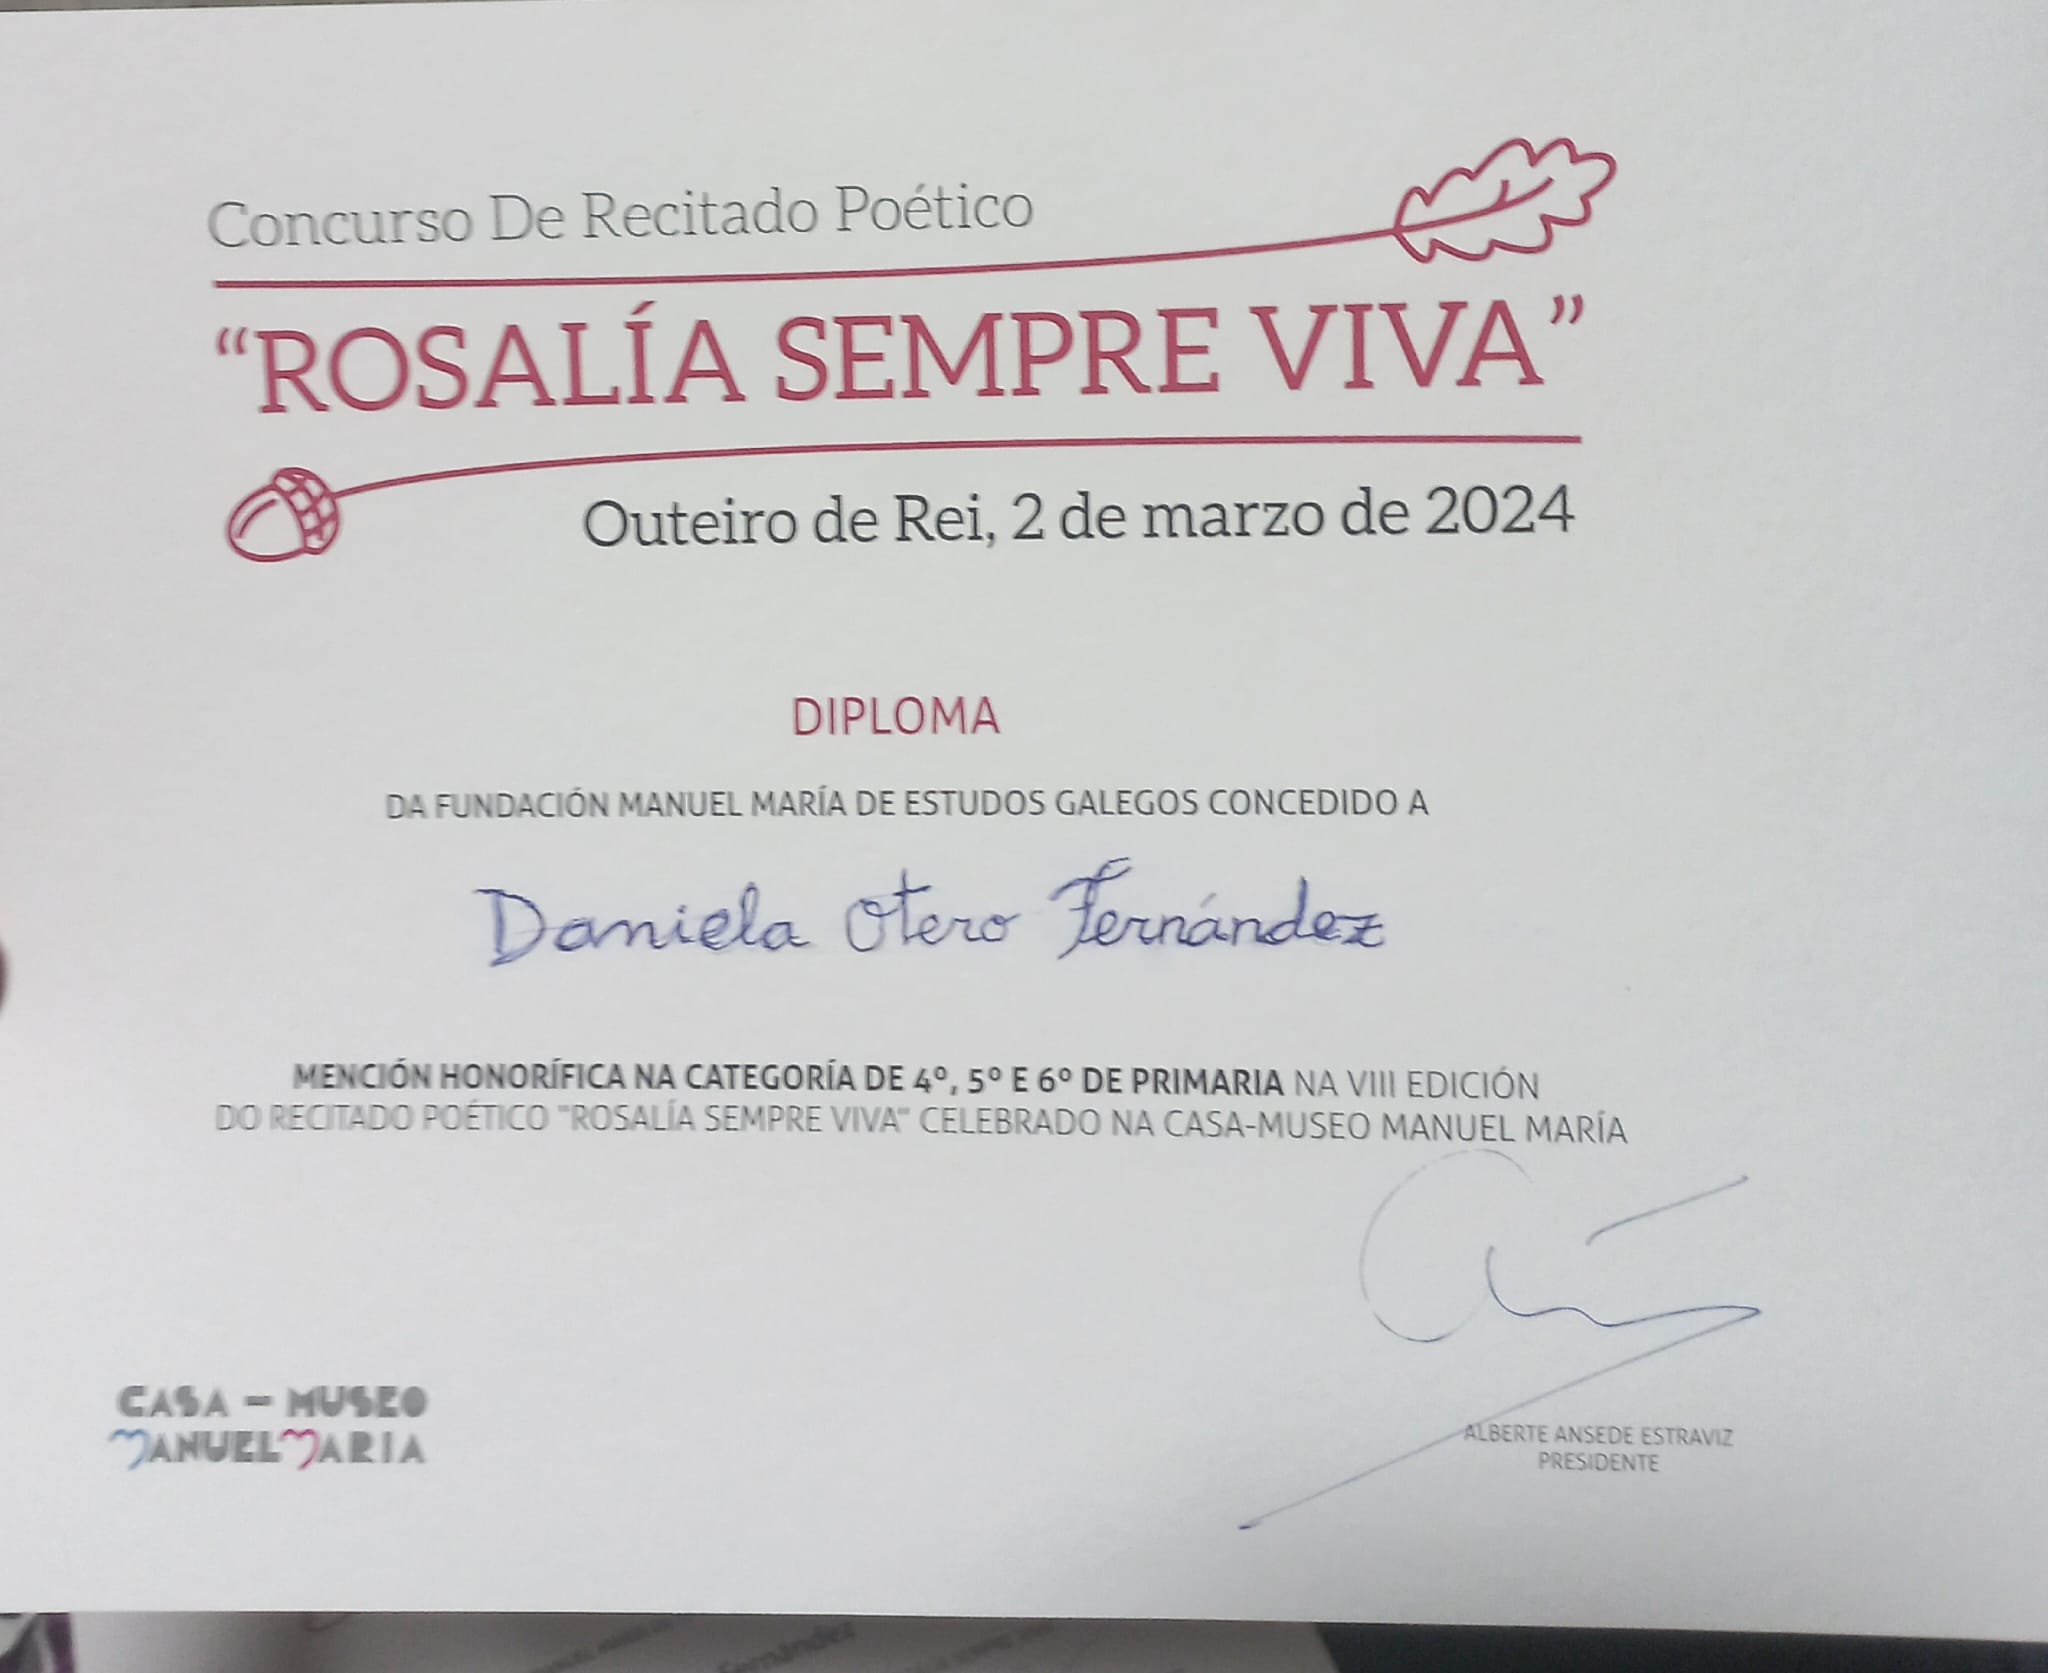 Concurso De Recitado Poético
“ROSALÍA SEMPRE VIVA”
Outeiro de Rei, 2 de marzo de 2024
DIPLOMA
DA FUNDACIÓN MANUEL MARÍA DE ESTUDOS GALEGOS CONCEDIDO A
Daniela Otero Fernández
MENCIÓN HONORÍFICA NA CATEGORÍA DE 4º, 5º E 6º DE PRIMARIA NA VIII EDICIÓN
DO RECITADO POÉTICO "ROSALÍA SEMPRE VIVA" CELEBRADO NA CASA-MUSEO MANUEL MARÍA
CASA - MUSEO
MANUEL MARIA
ALBERTE ANSEDE ESTRAVIZ
PRESIDENTE
Fernández